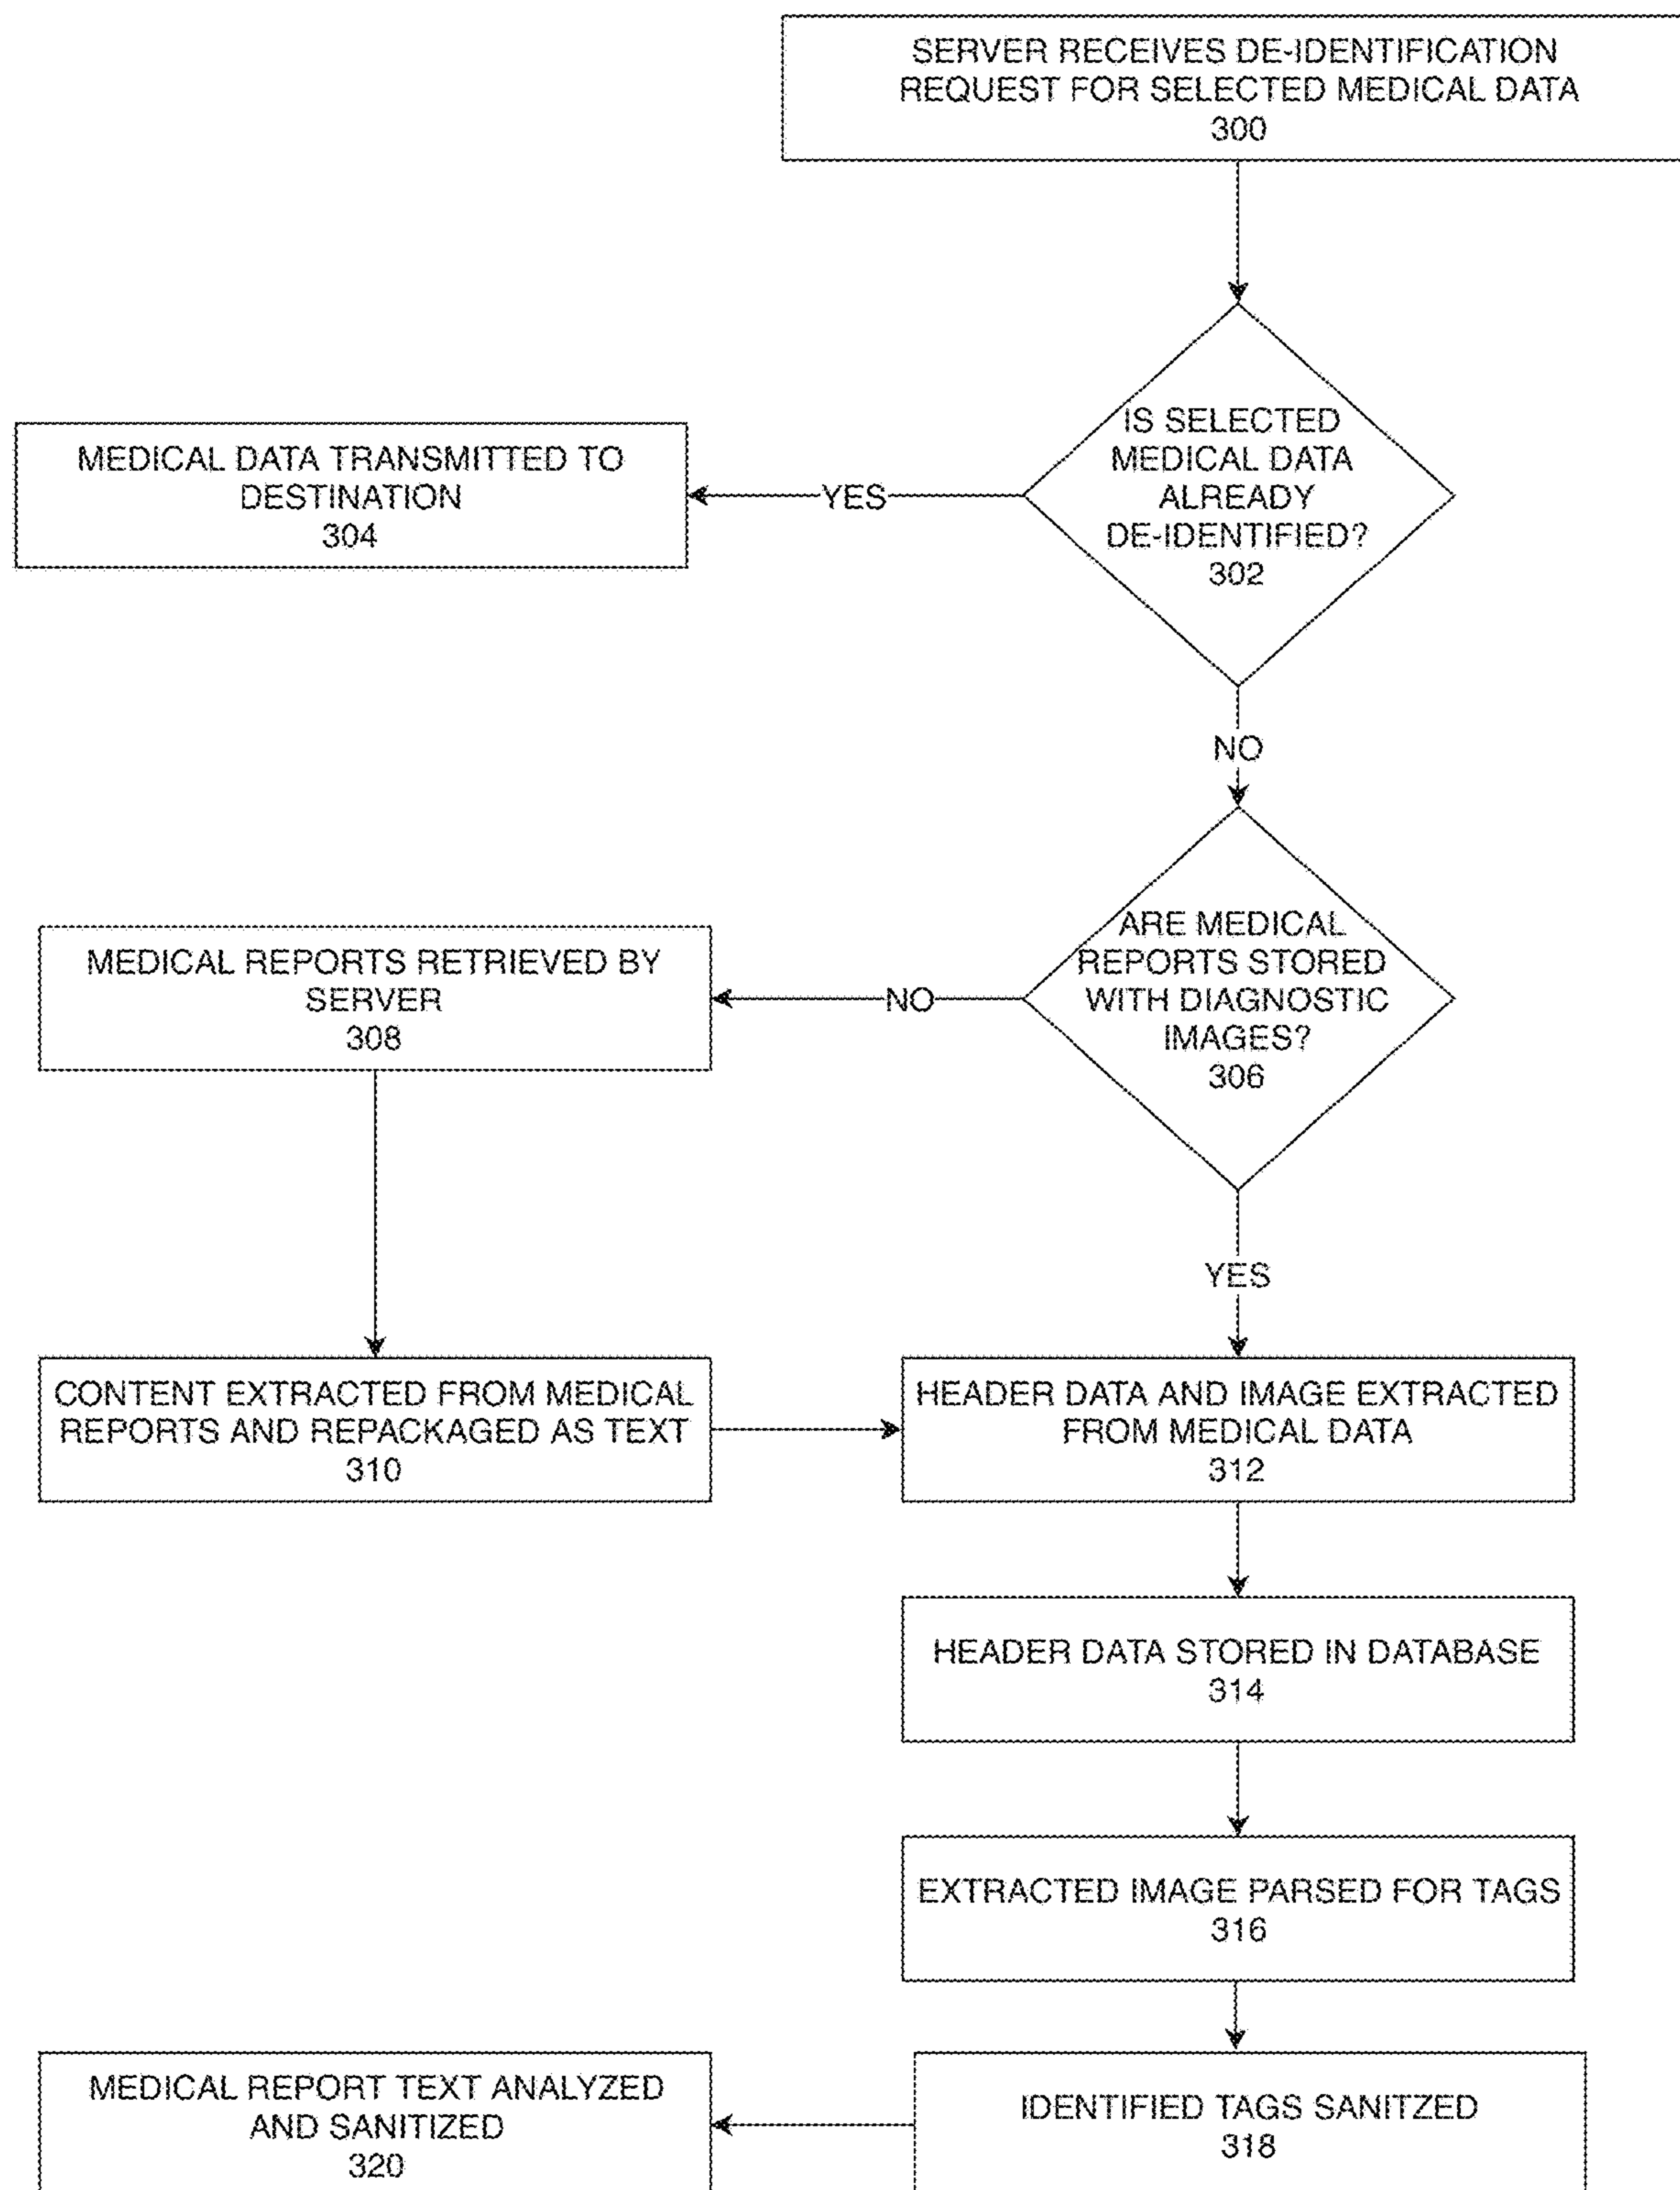 SERVER RECEIVES DE-IDENTIFICATION
REQUEST FOR SELECTED MEDICAL DATA
300
IS SELECTED
MEDICAL DATA
ALREADY
DE-IDENTIFIED?
302
YES
MEDICAL DATA TRANSMITTED TO
DESTINATION
304
NO
ARE MEDICAL
REPORTS STORED
WITH DIAGNOSTIC
IMAGES?
306
NO
MEDICAL REPORTS RETRIEVED BY
SERVER
308
YES
CONTENT EXTRACTED FROM MEDICAL
REPORTS AND REPACKAGED AS TEXT
310
HEADER DATA AND IMAGE EXTRACTED
FROM MEDICAL DATA
312
HEADER DATA STORED IN DATABASE
314
EXTRACTED IMAGE PARSED FOR TAGS
316
IDENTIFIED TAGS SANITZED
318
MEDICAL REPORT TEXT ANALYZED
AND SANITIZED
320